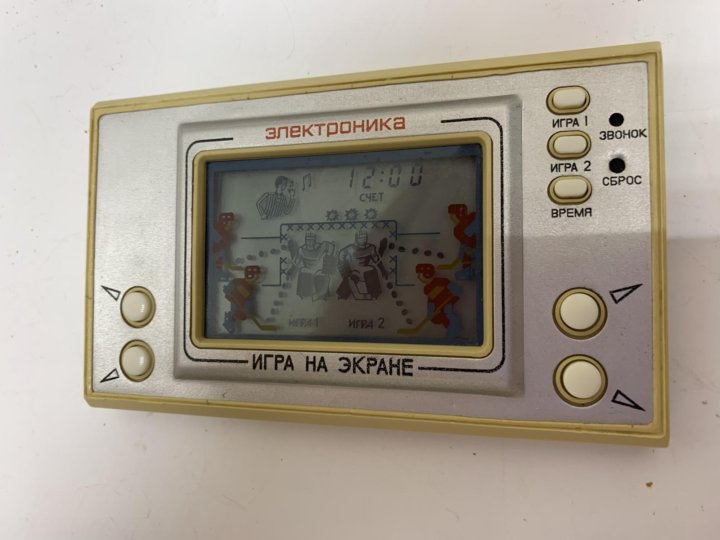 электроника
12:00
СЧЕТ
ИГРА 1 ИГРА 2
ИГРА НА ЭКРАНЕ
ИГРА 1
ЗВОНОК
ИГРА 2
СБРОС
ВРЕМЯ